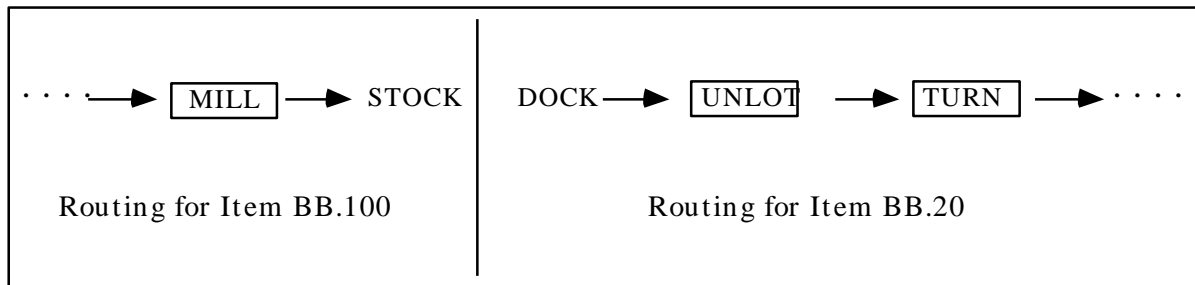 . . . . MILL STOCK
Routing for Item BB.100
DOCK UNLOT TURN . . . .
Routing for Item BB.20